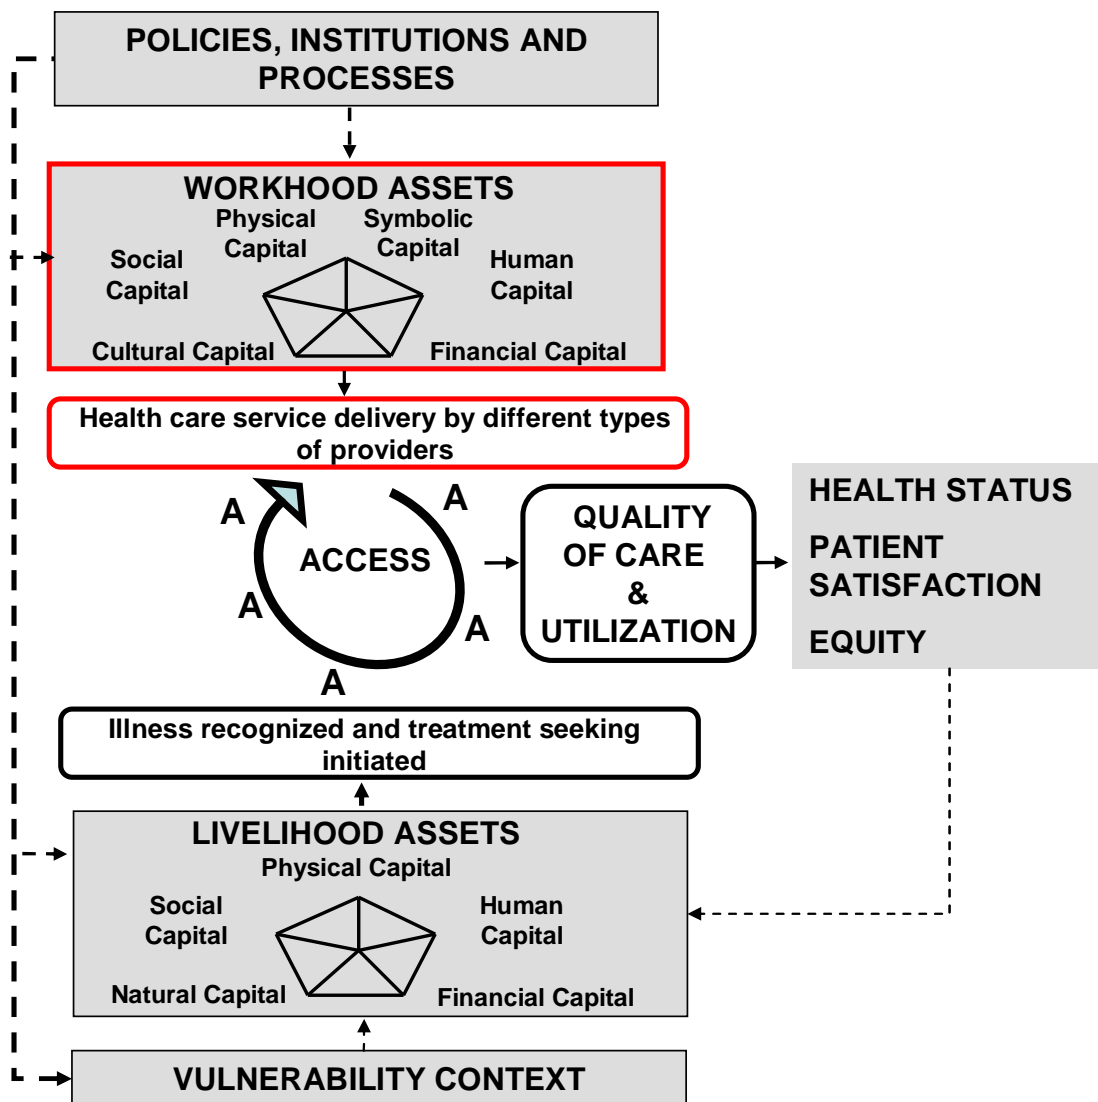 POLICIES, INSTITUTIONS AND
PROCESSES
WORKHOOD ASSETS
Physical
Capital
Symbolic
Capital
Social
Capital
Human
Capital
Cultural Capital
Financial Capital
Health care service delivery by different types
of providers
A
A
ACCESS
A
A
A
QUALITY
OF CARE
&
UTILIZATION
HEALTH STATUS
PATIENT
SATISFACTION
EQUITY
Illness recognized and treatment seeking
initiated
LIVELIHOOD ASSETS
Physical Capital
Social
Capital
Human
Capital
Natural Capital
Financial Capital
VULNERABILITY CONTEXT